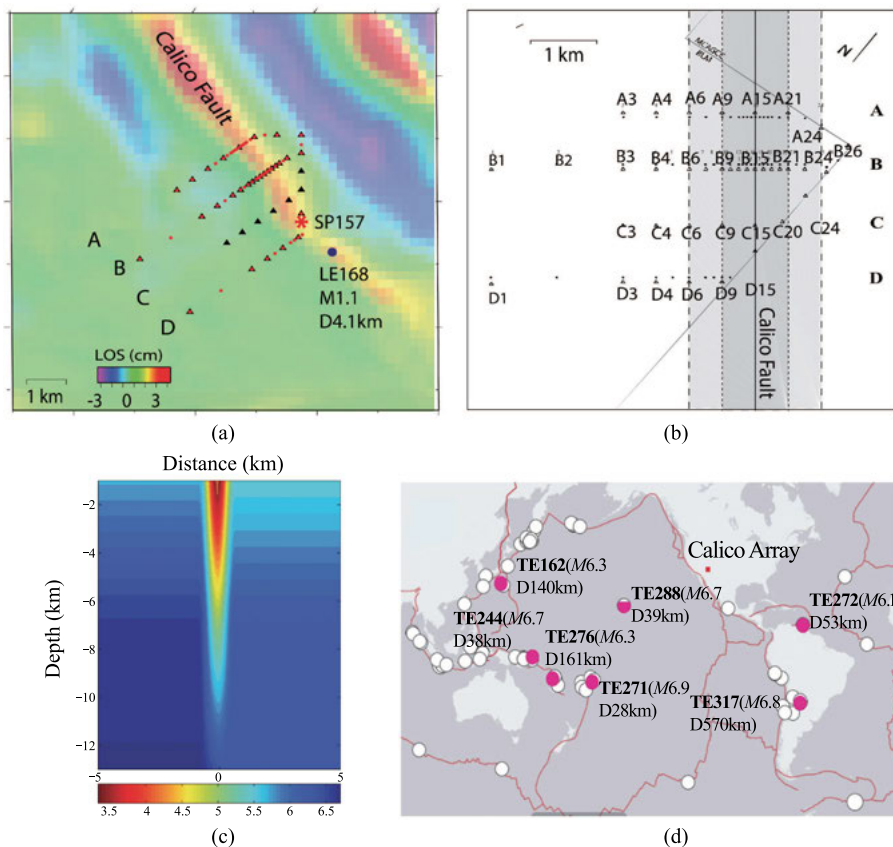 Calico Fault
SP157
LE168
M1.1
D4.1km
A
B
C
D
LOS (cm)
-3 0 3
1 km
(a)
1 km
MCAGCC
BLM
N
A3 A4 A6 A9 A15 A21 A
A24
B26
B1 B2 B3 B4 B6 B9 B15 B21 B24 B
C3 C4 C6 C9 C15 C20 C24 C
D1 D3 D4 D6 D9 D15 D
Calico Fault
(b)
Distance (km)
Depth (km)
-2
-4
-6
-8
-10
-12
-5 0 5
3.5 4 4.5 5 5.5 6 6.5
(c)
Calico Array
TE162(M6.3
D140km)
TE288(M6.7
D39km)
TE272(M6.1
D53km)
TE244(M6.7
D38km)
TE276(M6.3
D161km)
TE271(M6.9
D28km)
TE317(M6.8
D570km)
(d)